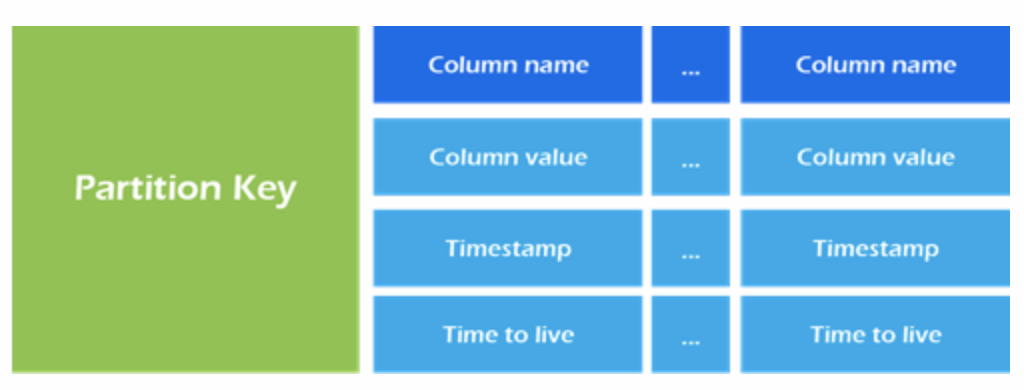 Partition Key
Column name ... Column name
Column value ... Column value
Timestamp ... Timestamp
Time to live ... Time to live